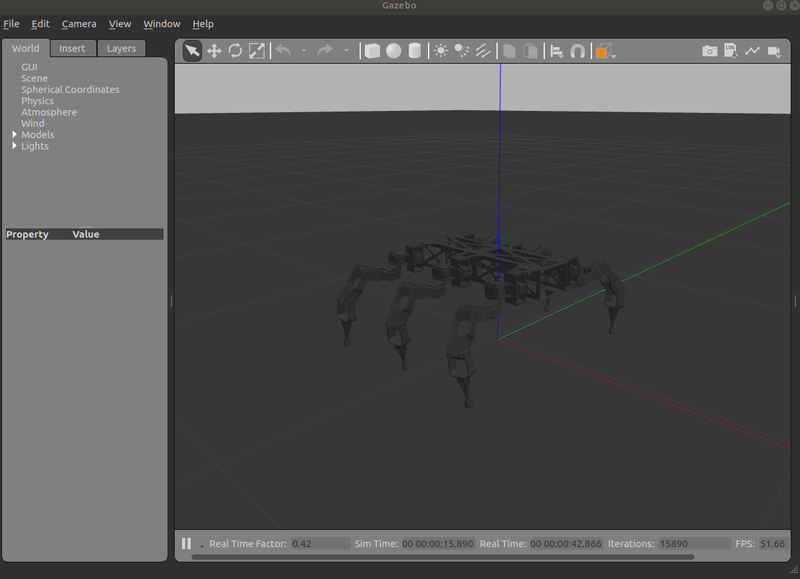 Gazebo
File Edit Camera View Window Help
World Insert Layers
GUI
Scene
Spherical Coordinates
Physics
Atmosphere
Wind
Models
Lights
Property Value
LOG
Real Time Factor: 0.42 Sim Time: 00 00:00:15.890 Real Time: 00 00:00:42.866 Iterations: 15890 FPS: 51.66